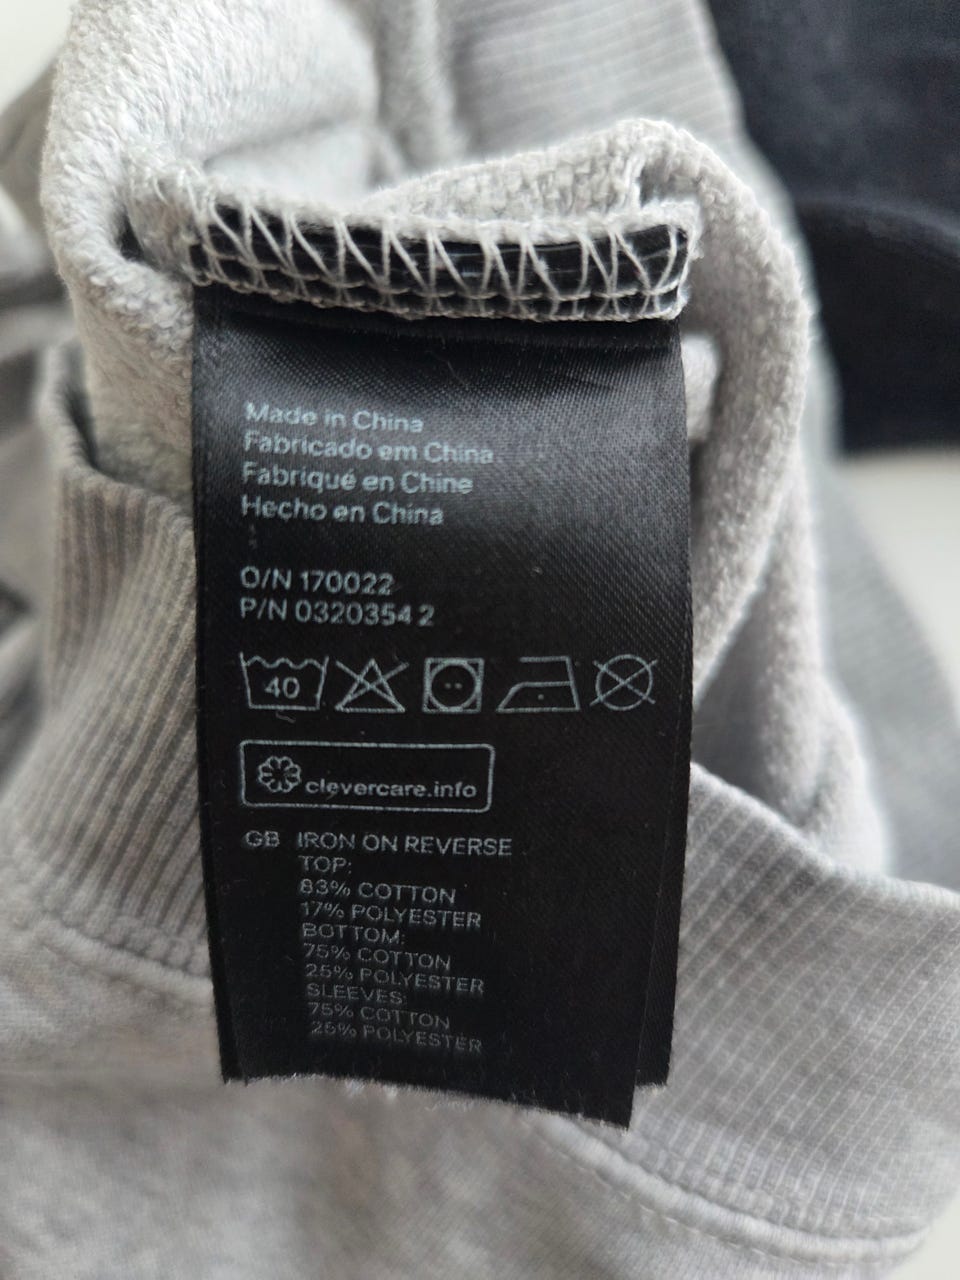 Made in China
Fabricado em China
Fabriqué en Chine
Hecho en China
O/N 170022
P/N 0320354 2
40
clevercare.info
GB IRON ON REVERSE
TOP:
83% COTTON
17% POLYESTER
BOTTOM:
75% COTTON
25% POLYESTER
SLEEVES:
75% COTTON
25% POLYESTER